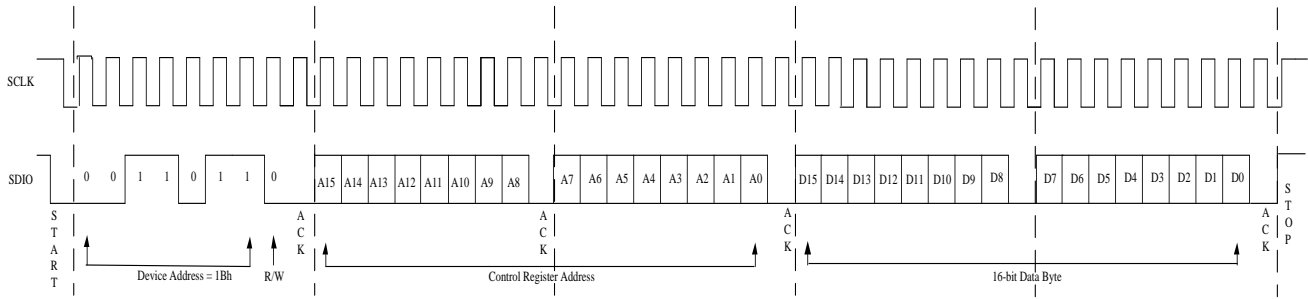 SCLK
SDIO
0 0 1 1 0 1 1 0
A15 A14 A13 A12 A11 A10 A9 A8
A7 A6 A5 A4 A3 A2 A1 A0
D15 D14 D13 D12 D11 D10 D9 D8
D7 D6 D5 D4 D3 D2 D1 D0
START
ACK
ACK
ACK
ACK
STOP
Device Address = 1Bh
R/W
Control Register Address
16-bit Data Byte